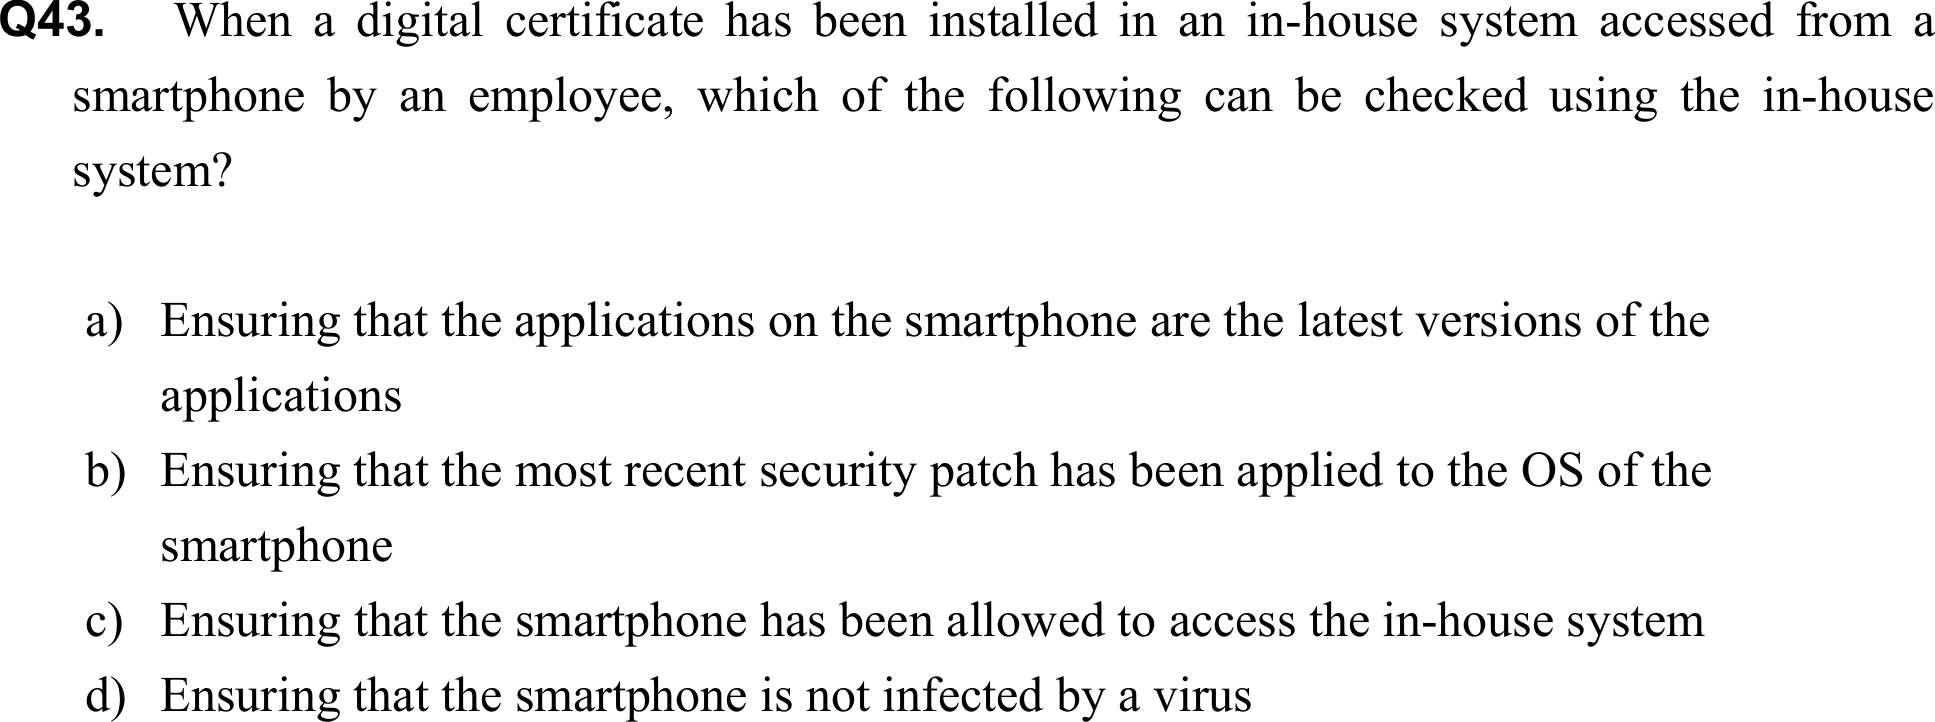 Q43. When a digital certificate has been installed in an in-house system accessed from a
smartphone by an employee, which of the following can be checked using the in-house
system?
a) Ensuring that the applications on the smartphone are the latest versions of the
applications
b) Ensuring that the most recent security patch has been applied to the OS of the
smartphone
c) Ensuring that the smartphone has been allowed to access the in-house system
d) Ensuring that the smartphone is not infected by a virus